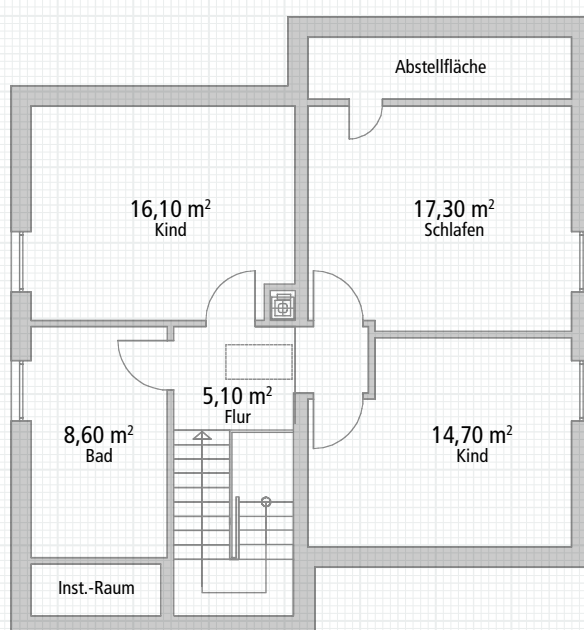 Abstellfläche
16,10 m²
Kind
17,30 m²
Schlafen
5,10 m²
Flur
8,60 m²
Bad
14,70 m²
Kind
Inst.-Raum